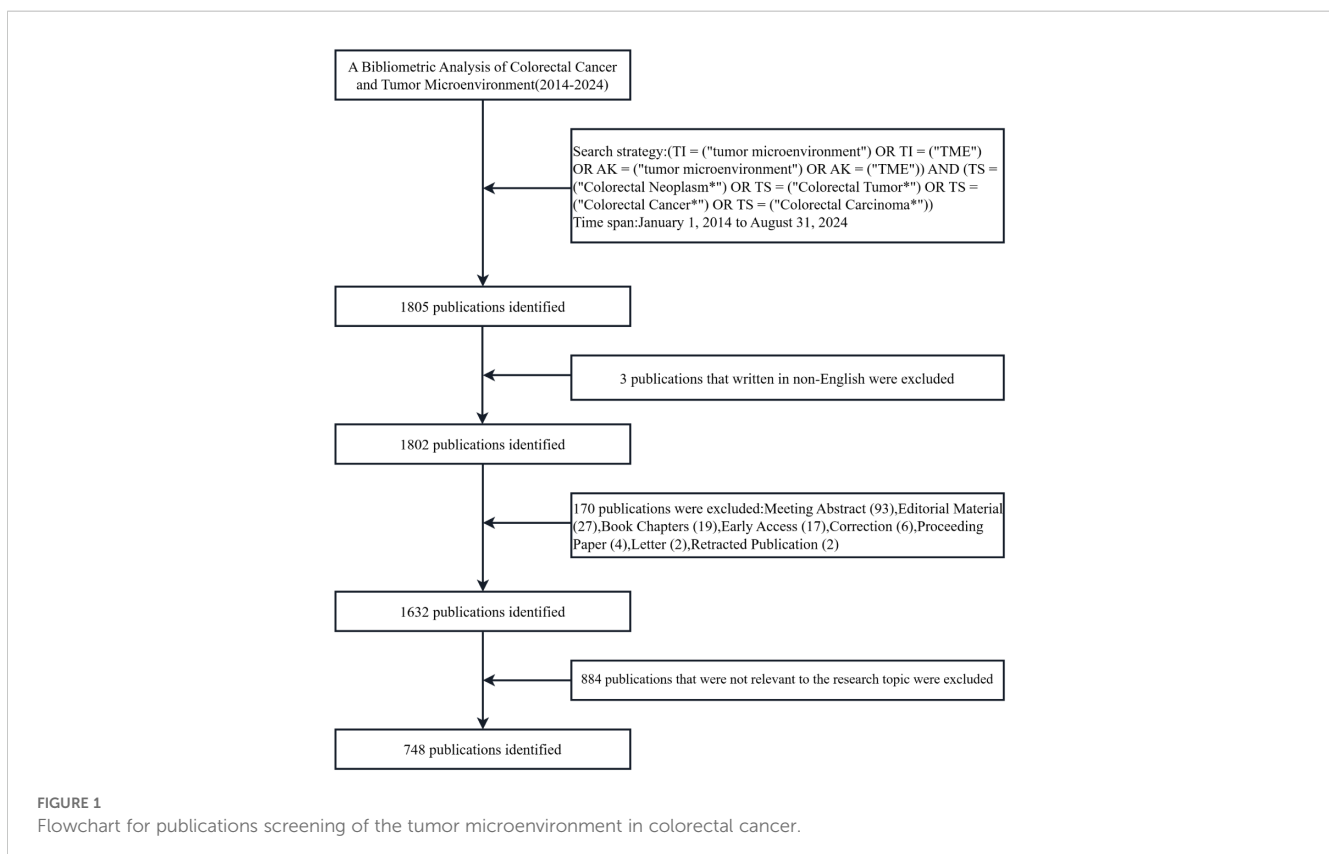 A Bibliometric Analysis of Colorectal Cancer
and Tumor Microenvironment(2014-2024)
Search strategy:(TI = ("tumor microenvironment") OR TI = ("TME")
OR AK = ("tumor microenvironment") OR AK = ("TME")) AND (TS =
("Colorectal Neoplasm*") OR TS = ("Colorectal Tumor*") OR TS =
("Colorectal Cancer*") OR TS = ("Colorectal Carcinoma*"))
Time span:January 1, 2014 to August 31, 2024
1805 publications identified
3 publications that written in non-English were excluded
1802 publications identified
170 publications were excluded:Meeting Abstract (93),Editorial Material
(27),Book Chapters (19),Early Access (17),Correction (6),Proceeding
Paper (4),Letter (2),Retracted Publication (2)
1632 publications identified
884 publications that were not relevant to the research topic were excluded
748 publications identified
FIGURE 1
Flowchart for publications screening of the tumor microenvironment in colorectal cancer.